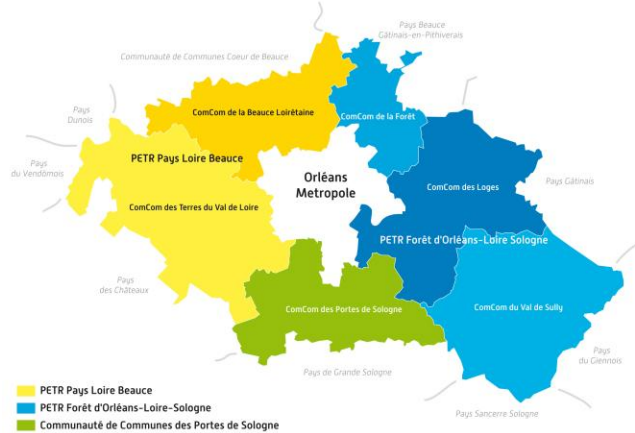 Pays Beauce
Gâtinais-en-Pithiverais
Communauté de Communes Coeur de Beauce
ComCom de la Beauce Loirétaine
ComCom de la Forêt
Pays
Dunois
PETR Pays Loire Beauce
Pays
du Vendômois
Orléans
Metropole
ComCom des Loges
Pays Gâtinais
ComCom des Terres du Val de Loire
PETR Forêt d'Orléans-Loire Sologne
Pays
des Châteaux
ComCom des Portes de Sologne
ComCom du Val de Sully
Pays
du Giennois
Pays de Grande Sologne
PETR Pays Loire Beauce
PETR Forêt d'Orléans-Loire-Sologne
Communauté de Communes des Portes de Sologne
Pays Sancerre Sologne